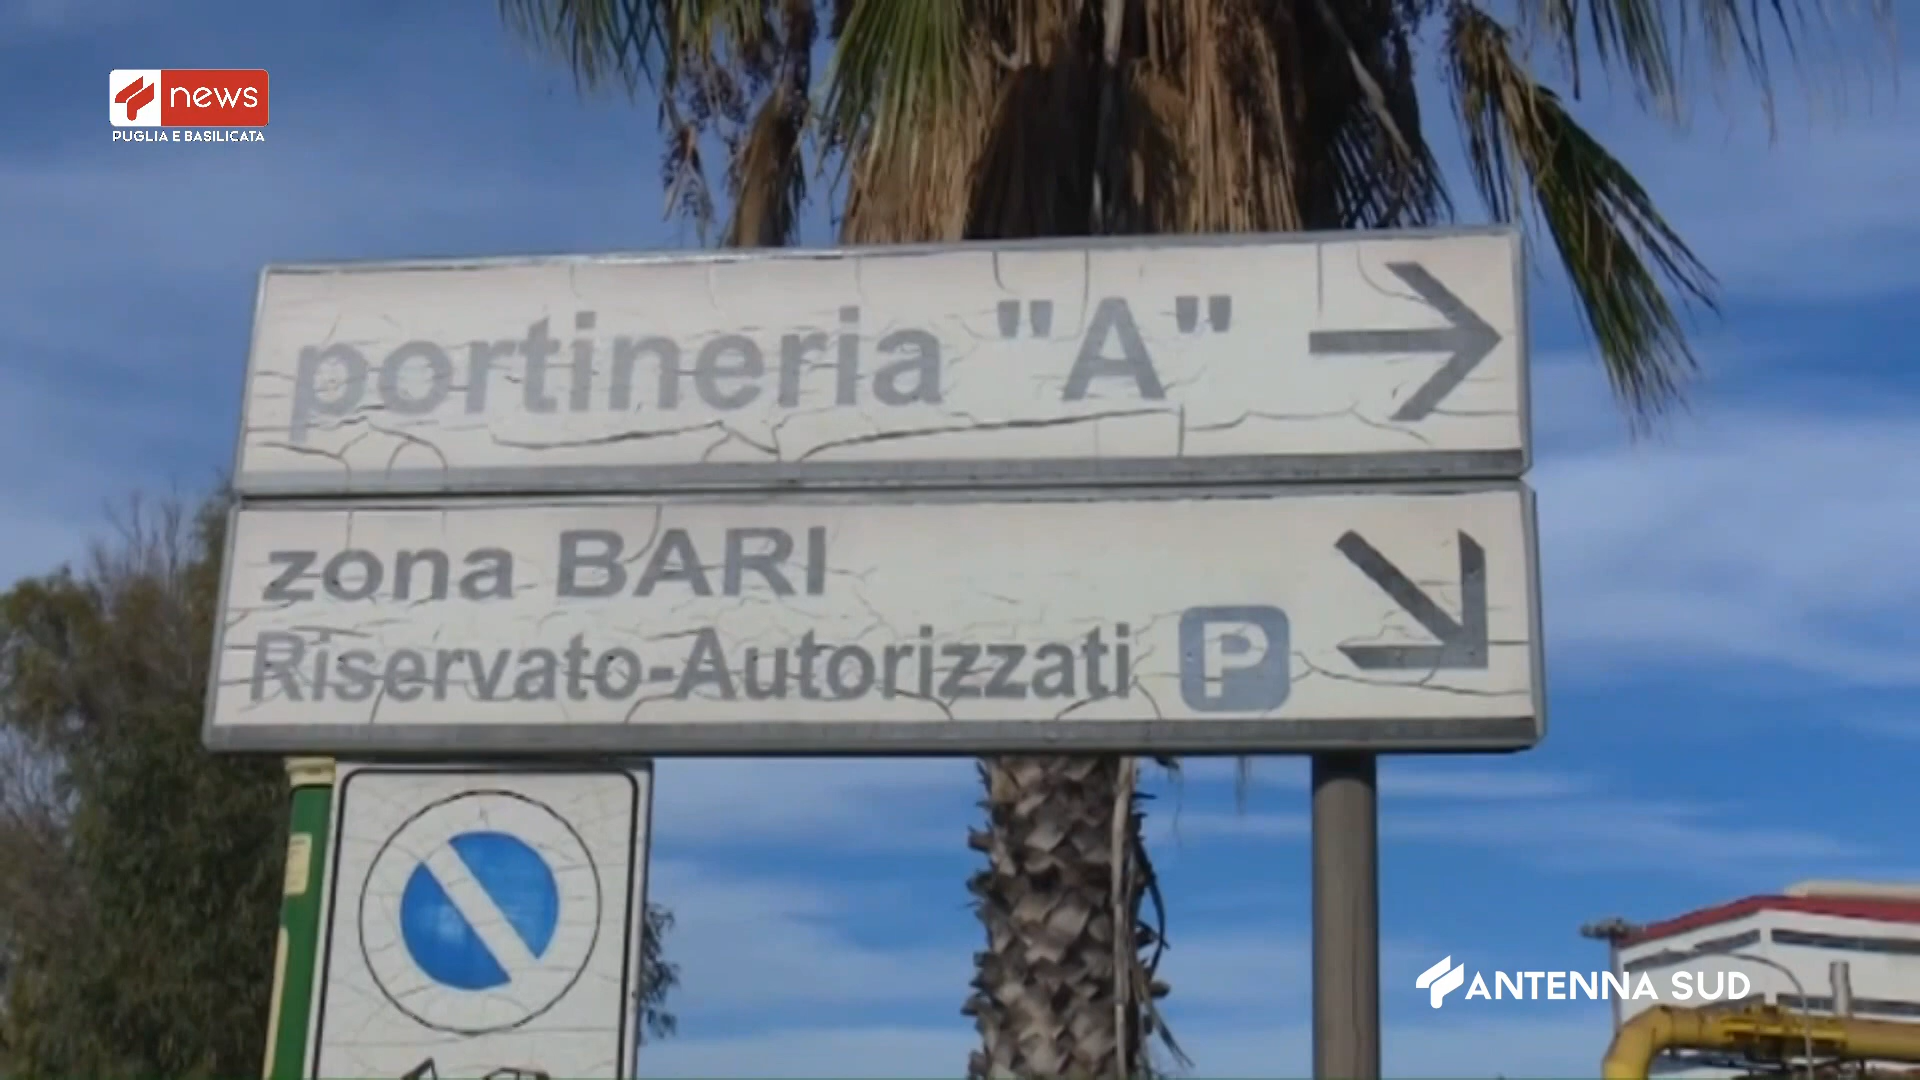 news
PUGLIA E BASILICATA
portineria "A"
zona BARI
Riservato-Autorizzati P
ANTENNA SUD